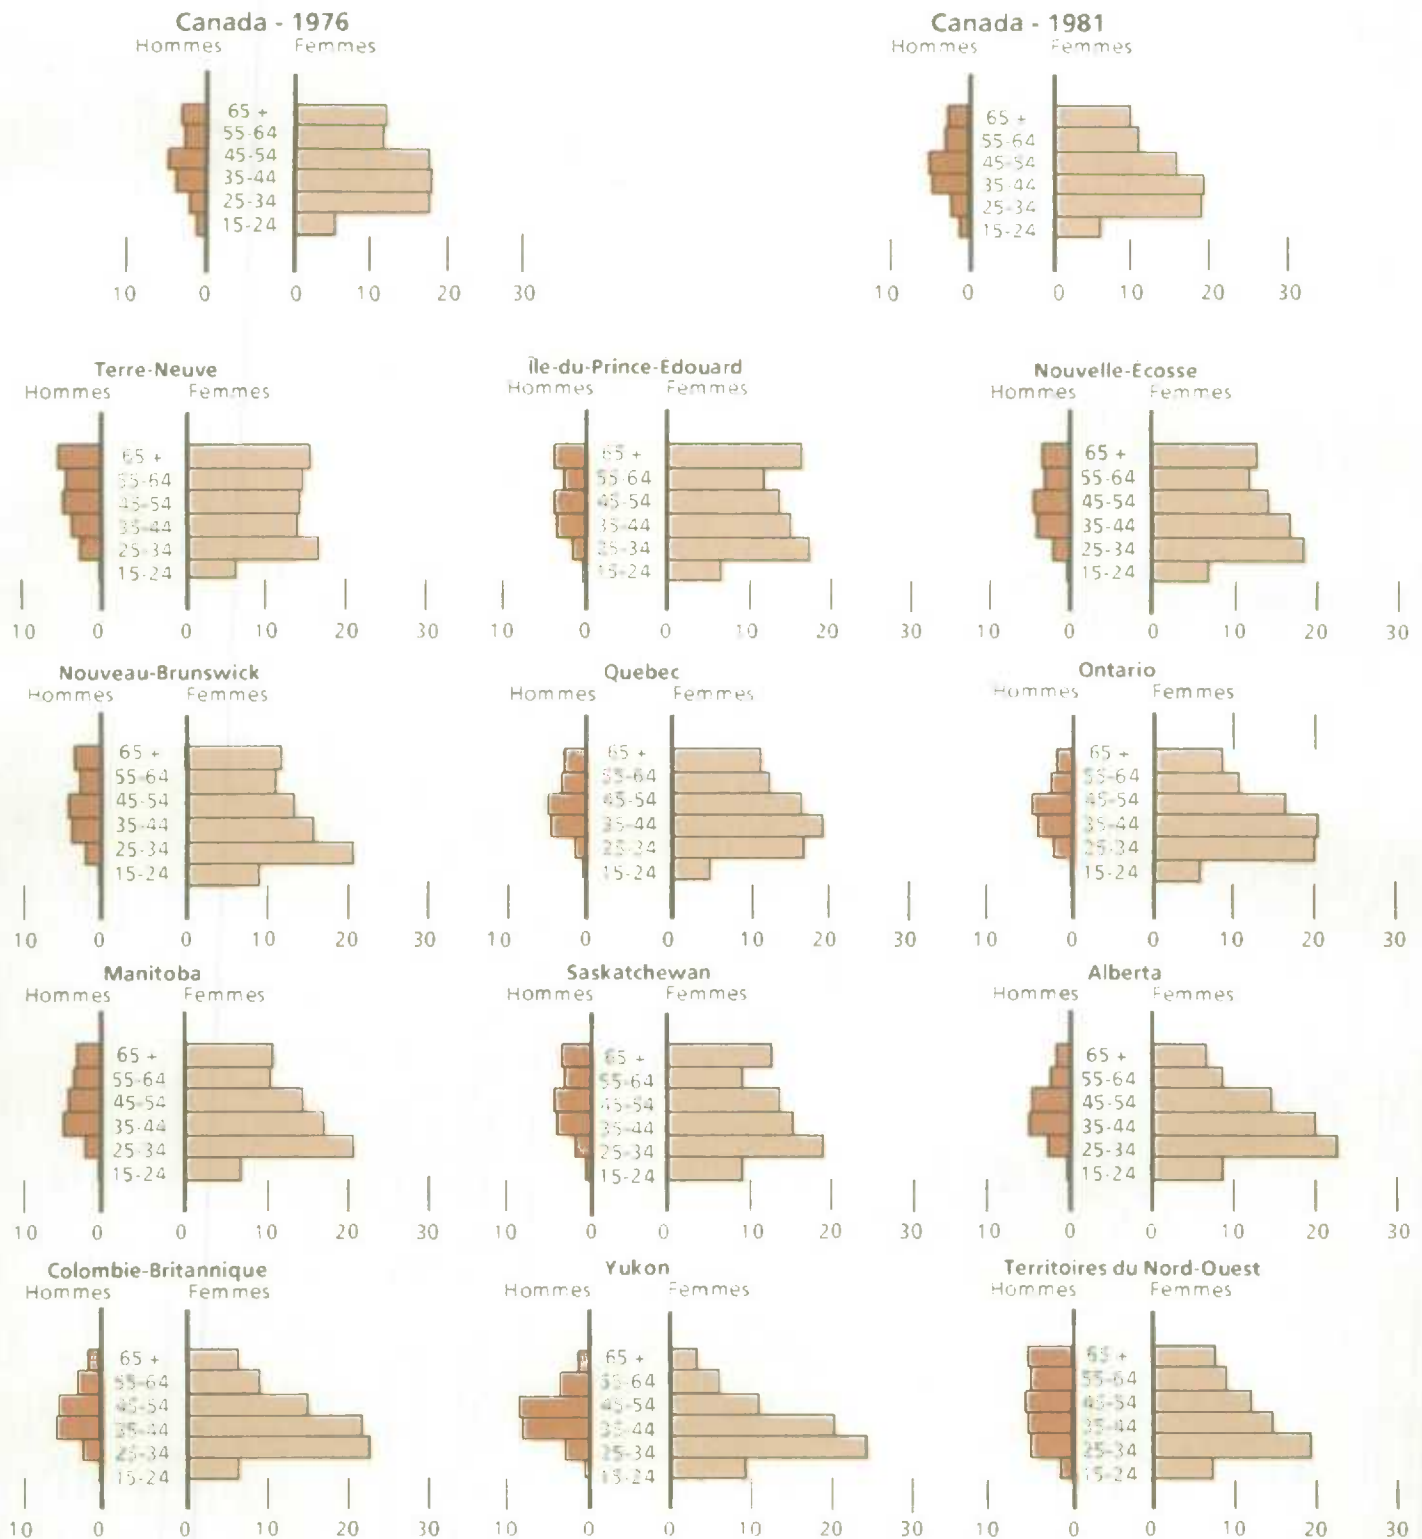 Canada - 1976
Hommes Femmes
65 +
55-64
45-54
35-44
25-34
15-24
10 0 0 10 20 30
Canada - 1981
Hommes Femmes
65 +
55-64
45-54
35-44
25-34
15-24
10 0 0 10 20 30
Terre-Neuve
Hommes Femmes
65 +
55-64
45-54
35-44
25-34
15-24
10 0 0 10 20 30
Île-du-Prince-Edouard
Hommes Femmes
65 +
55-64
45-54
35-44
25-34
15-24
10 0 0 10 20 30
Nouvelle-Écosse
Hommes Femmes
65 +
55-64
45-54
35-44
25-34
15-24
10 0 0 10 20 30
Nouveau-Brunswick
Hommes Femmes
65 +
55-64
45-54
35-44
25-34
15-24
10 0 0 10 20 30
Quebec
Hommes Femmes
65 +
55-64
45-54
35-44
25-34
15-24
10 0 0 10 20 30
Ontario
Hommes Femmes
65 +
55-64
45-54
35-44
25-34
15-24
10 0 0 10 20 30
Manitoba
Hommes Femmes
65 +
55-64
45-54
35-44
25-34
15-24
10 0 0 10 20 30
Saskatchewan
Hommes Femmes
65 +
55-64
45-54
35-44
25-34
15-24
10 0 0 10 20 30
Alberta
Hommes Femmes
65 +
55-64
45-54
35-44
25-34
15-24
10 0 0 10 20 30
Colombie-Britannique
Hommes Femmes
65 +
55-64
45-54
35-44
25-34
15-24
10 0 0 10 20 30
Yukon
Hommes Femmes
65 +
55-64
45-54
35-44
25-34
15-24
10 0 0 10 20 30
Territoires du Nord-Ouest
Hommes Femmes
65 +
55-64
45-54
35-44
25-34
15-24
10 0 0 10 20 30